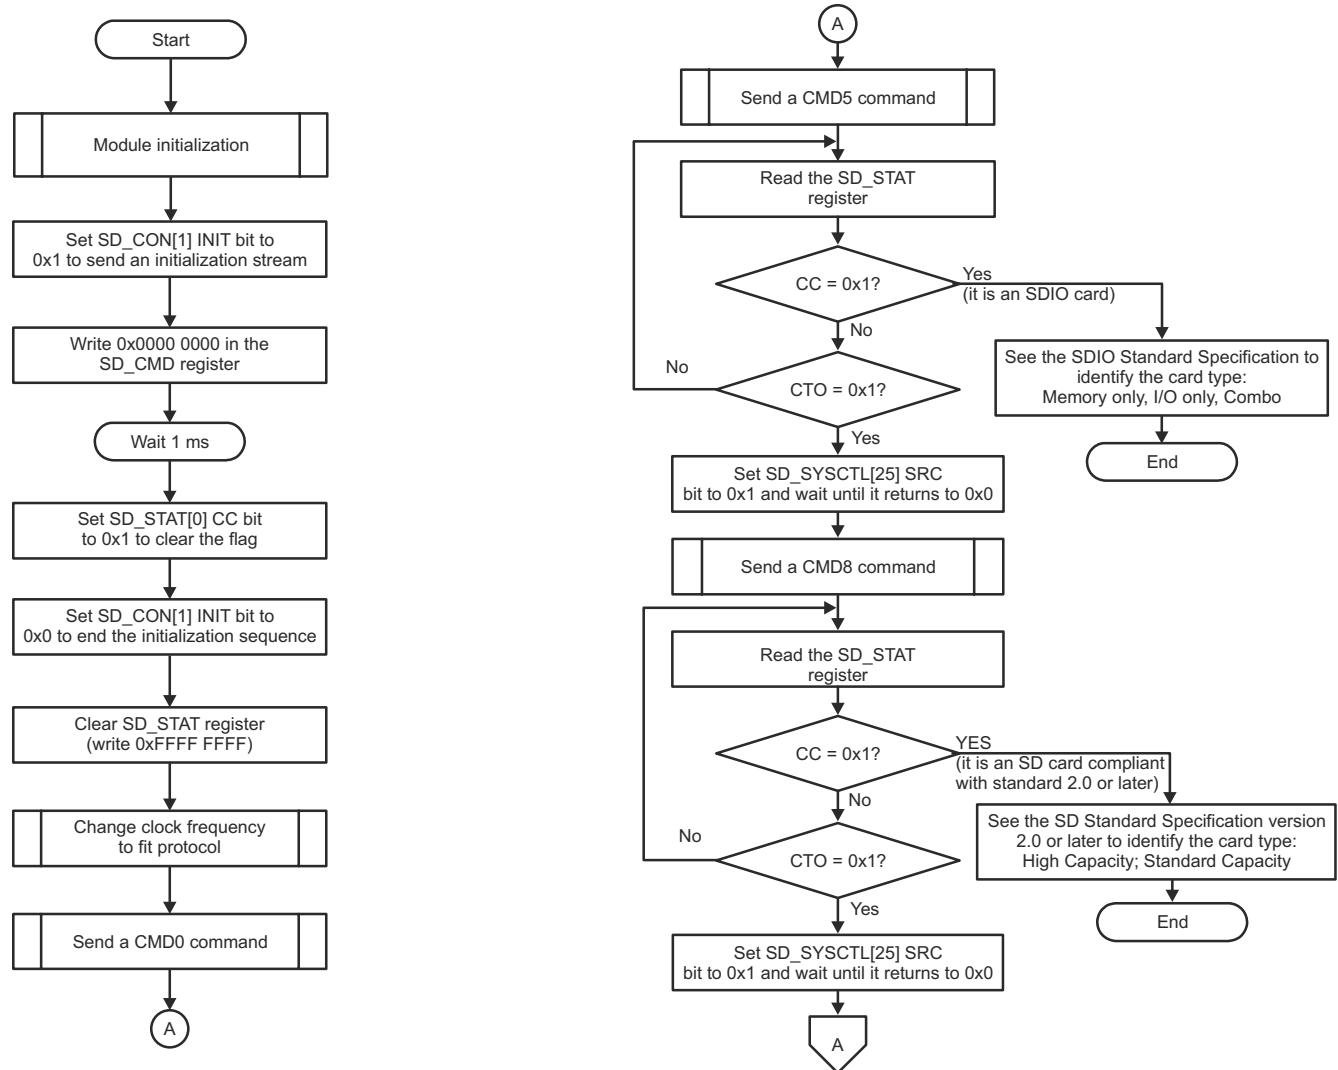 Start
Module initialization
Set SD_CON[1] INIT bit to
0x1 to send an initialization stream
Write 0x0000 0000 in the
SD_CMD register
Wait 1 ms
Set SD_STAT[0] CC bit
to 0x1 to clear the flag
Set SD_CON[1] INIT bit to
0x0 to end the initialization sequence
Clear SD_STAT register
(write 0xFFFF FFFF)
Change clock frequency
to fit protocol
Send a CMD0 command
A
A
Send a CMD5 command
Read the SD_STAT
register
CC = 0x1?
Yes
(it is an SDIO card)
No
See the SDIO Standard Specification to
identify the card type:
Memory only, I/O only, Combo
End
CTO = 0x1?
No
Yes
Set SD_SYSCTL[25] SRC
bit to 0x1 and wait until it returns to 0x0
Send a CMD8 command
Read the SD_STAT
register
CC = 0x1?
YES
(it is an SD card compliant
with standard 2.0 or later)
No
See the SD Standard Specification version
2.0 or later to identify the card type:
High Capacity; Standard Capacity
End
CTO = 0x1?
No
Yes
Set SD_SYSCTL[25] SRC
bit to 0x1 and wait until it returns to 0x0
A